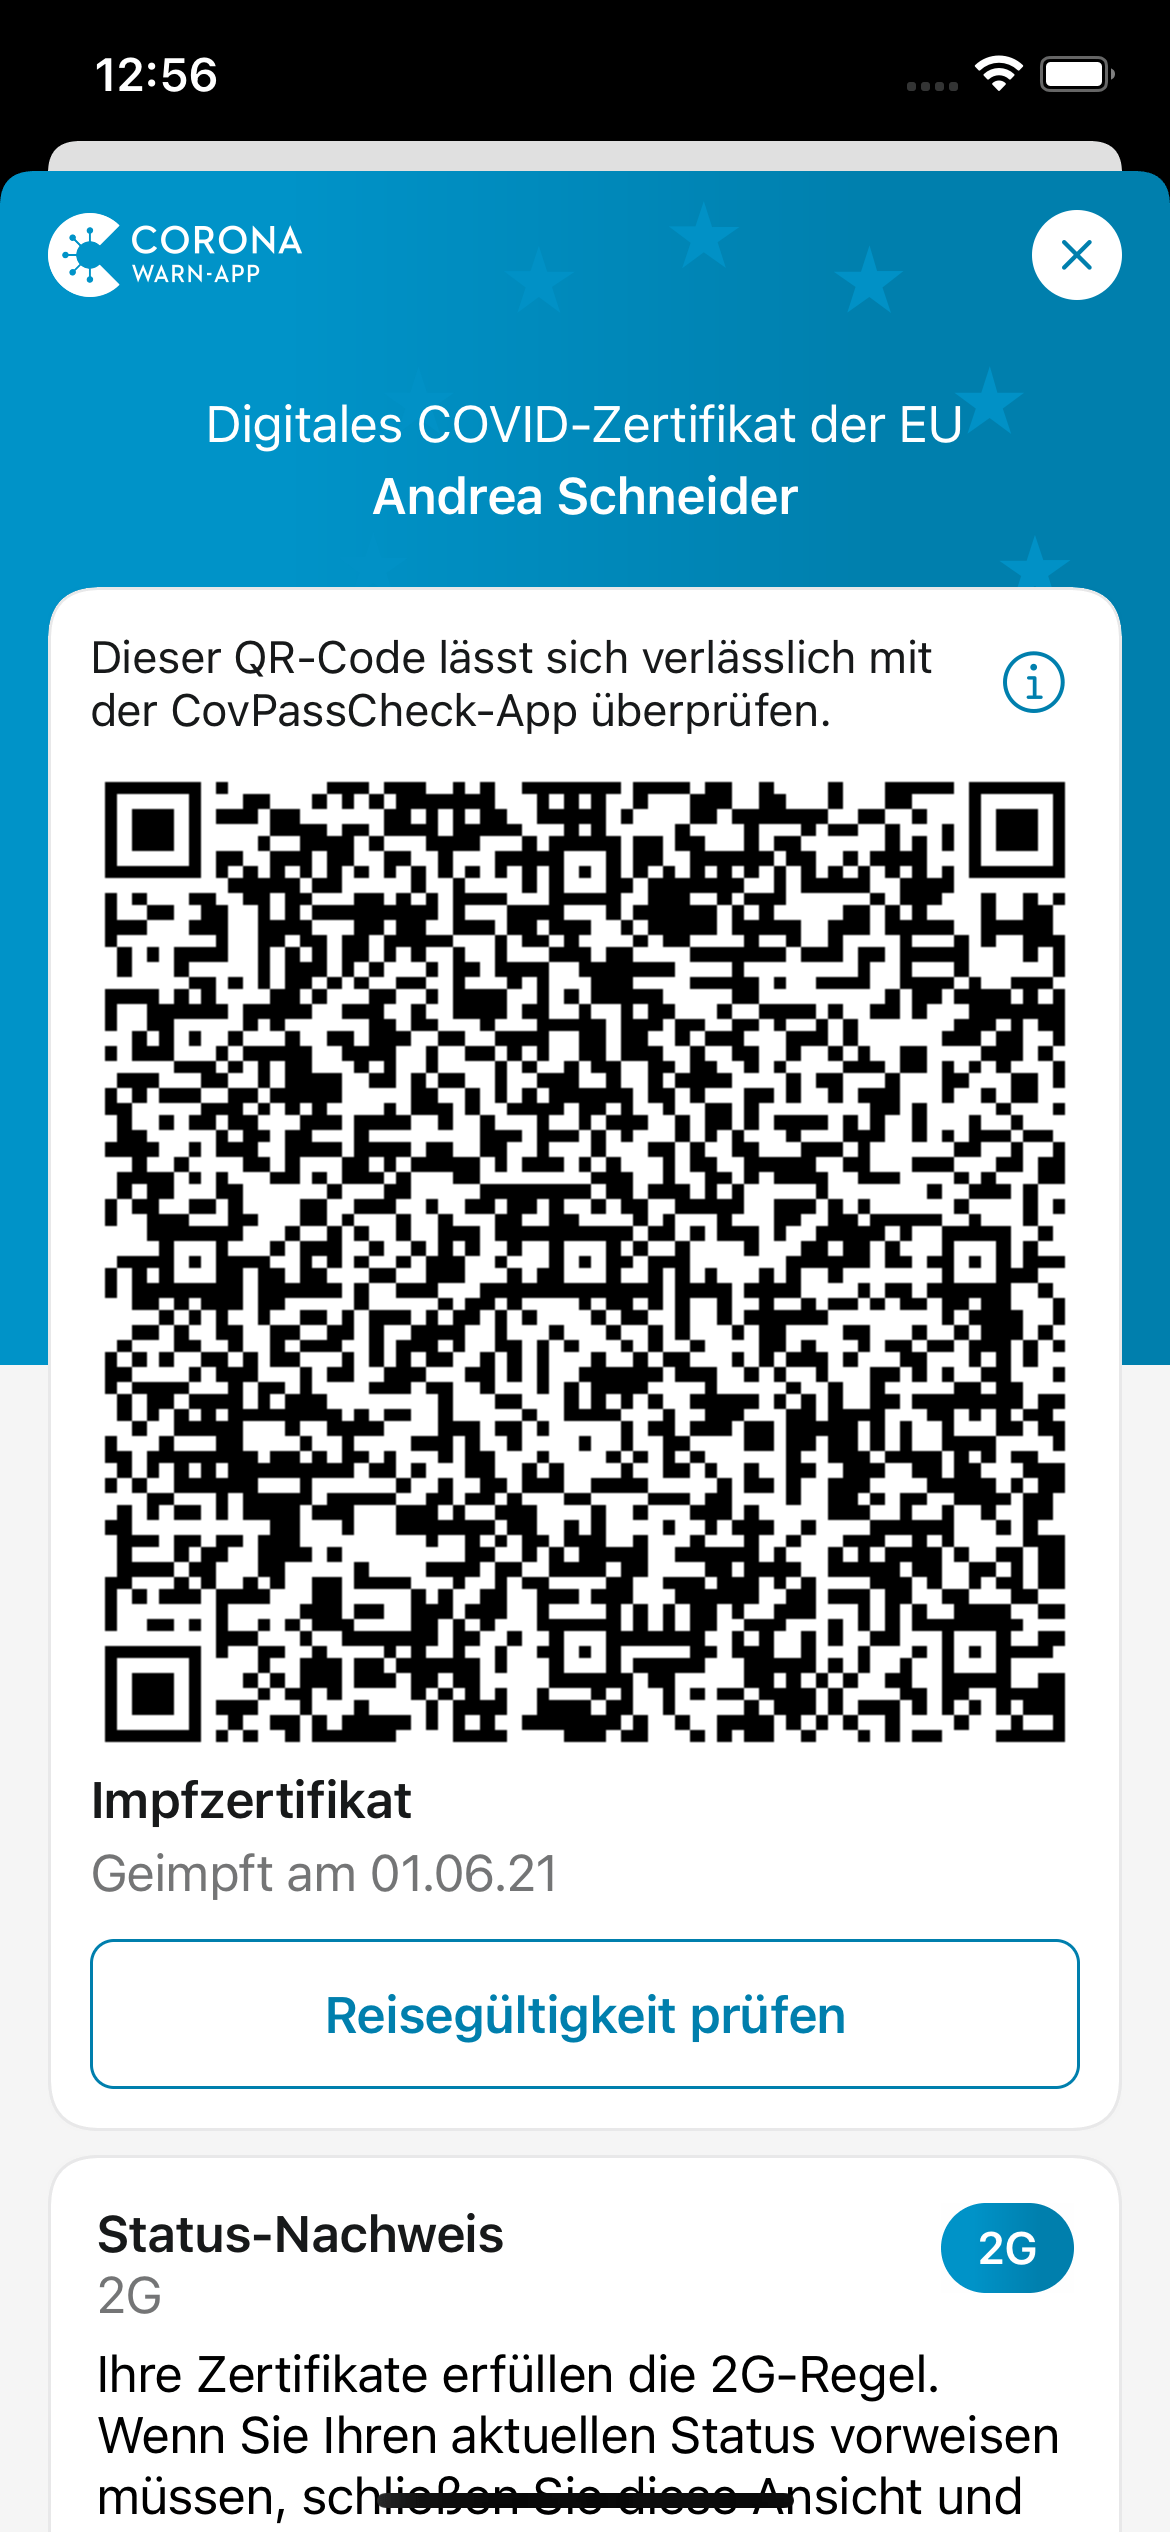 12:56
CORONA
WARN-APP
Digitales COVID-Zertifikat der EU
Andrea Schneider
Dieser QR-Code lässt sich verlässlich mit
der CovPassCheck-App überprüfen.
Impfzertifikat
Geimpft am 01.06.21
Reisegültigkeit prüfen
Status-Nachweis
2G
2G
Ihre Zertifikate erfüllen die 2G-Regel.
Wenn Sie Ihren aktuellen Status vorweisen
müssen, schließen Sie diese Ansicht und